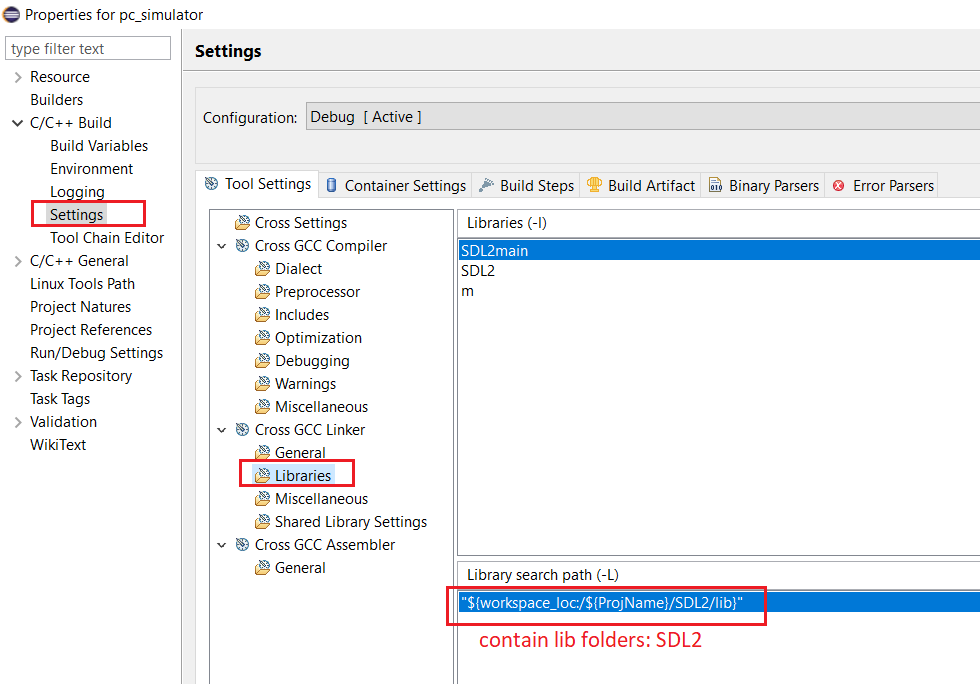 Properties for pc_simulator
type filter text
Resource
Builders
C/C++ Build
Build Variables
Environment
Logging
Settings
Tool Chain Editor
C/C++ General
Linux Tools Path
Project Natures
Project References
Run/Debug Settings
Task Repository
Task Tags
Validation
WikiText
Settings
Configuration: Debug [ Active ]
Tool Settings Container Settings Build Steps Build Artifact Binary Parsers Error Parsers
Cross Settings
Cross GCC Compiler
Dialect
Preprocessor
Includes
Optimization
Debugging
Warnings
Miscellaneous
Cross GCC Linker
General
Libraries
Miscellaneous
Shared Library Settings
Cross GCC Assembler
General
Libraries (-l)
SDL2main
SDL2
m
Library search path (-L)
"${workspace_loc:/${ProjName}/SDL2/lib}"
contain lib folders: SDL2